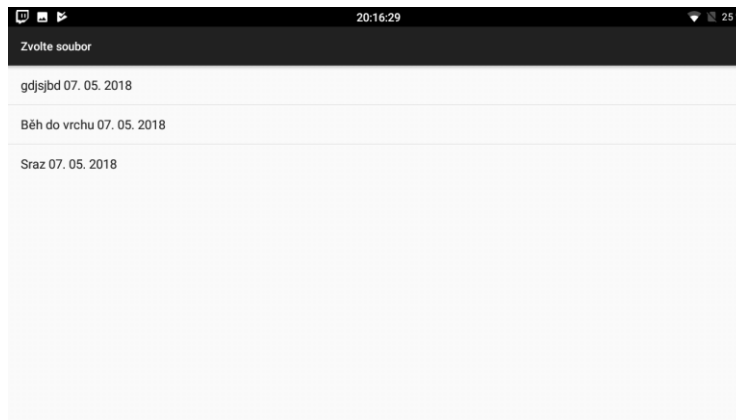 20:16:29
25
Zvolte soubor
gdjsjbd 07. 05. 2018
Běh do vrchu 07. 05. 2018
Sraz 07. 05. 2018